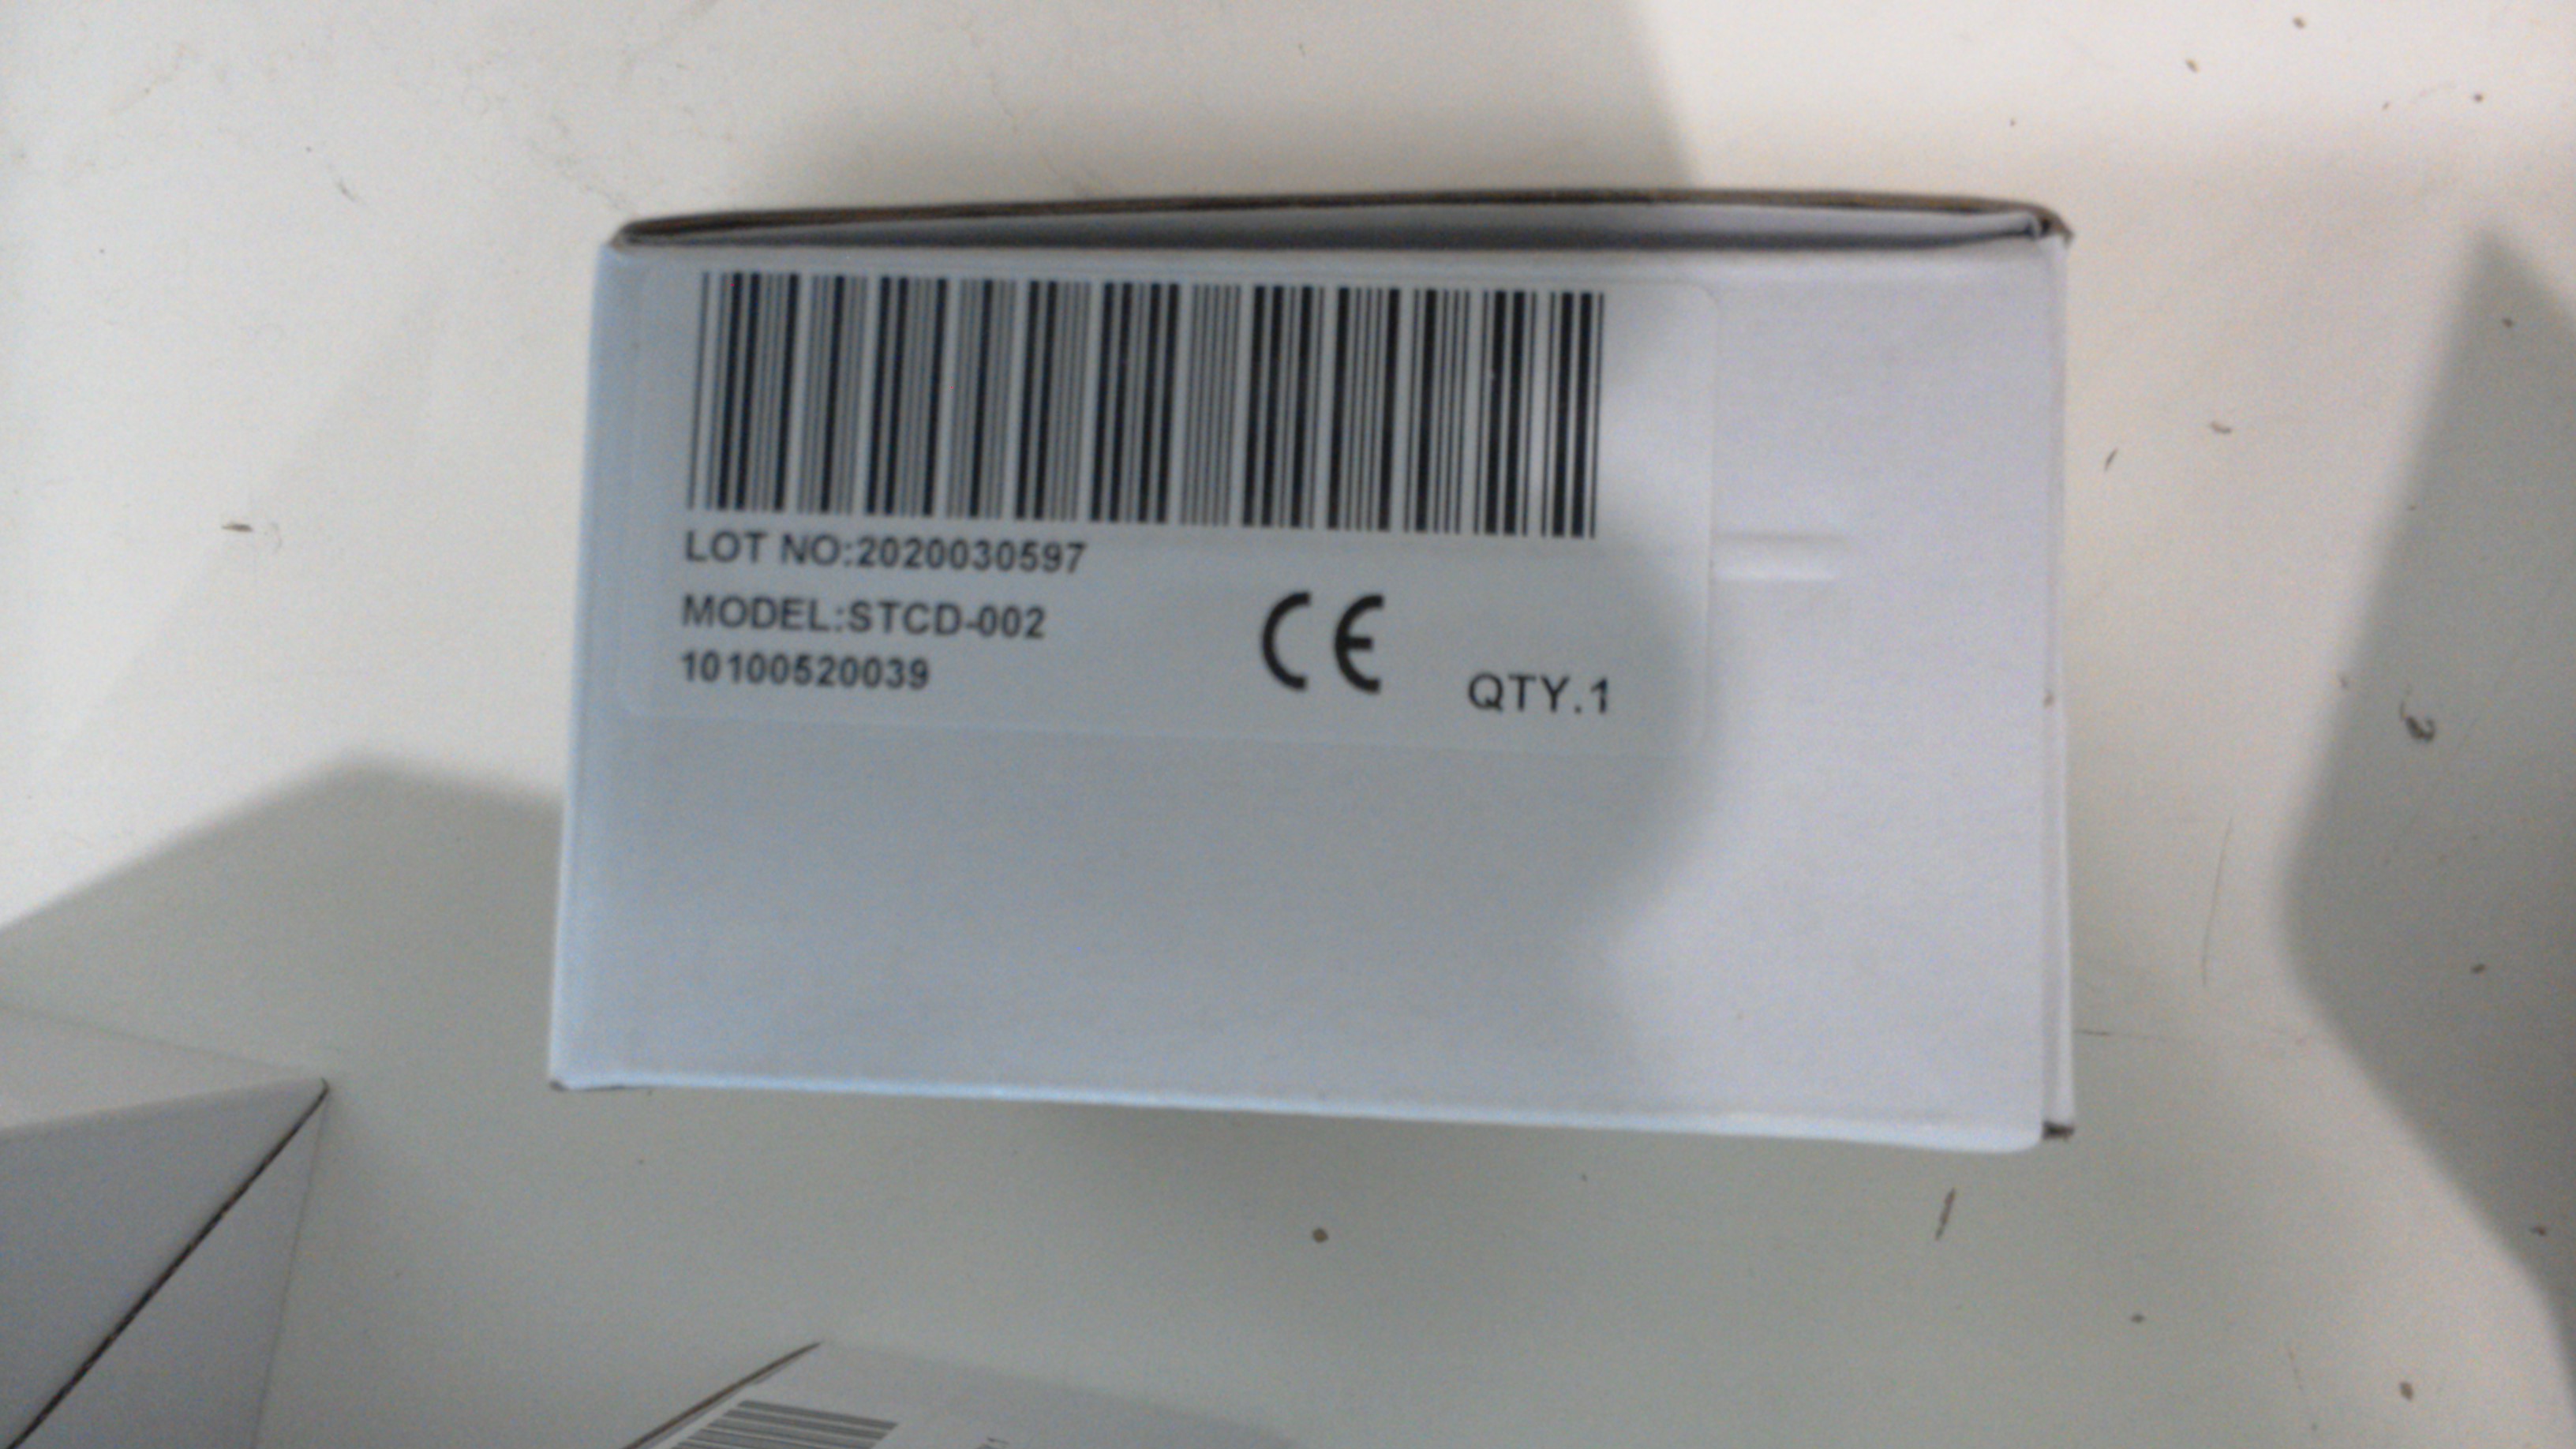 LOT NO:2020030597
MODEL:STCD-002
10100520039
CE
QTY.1